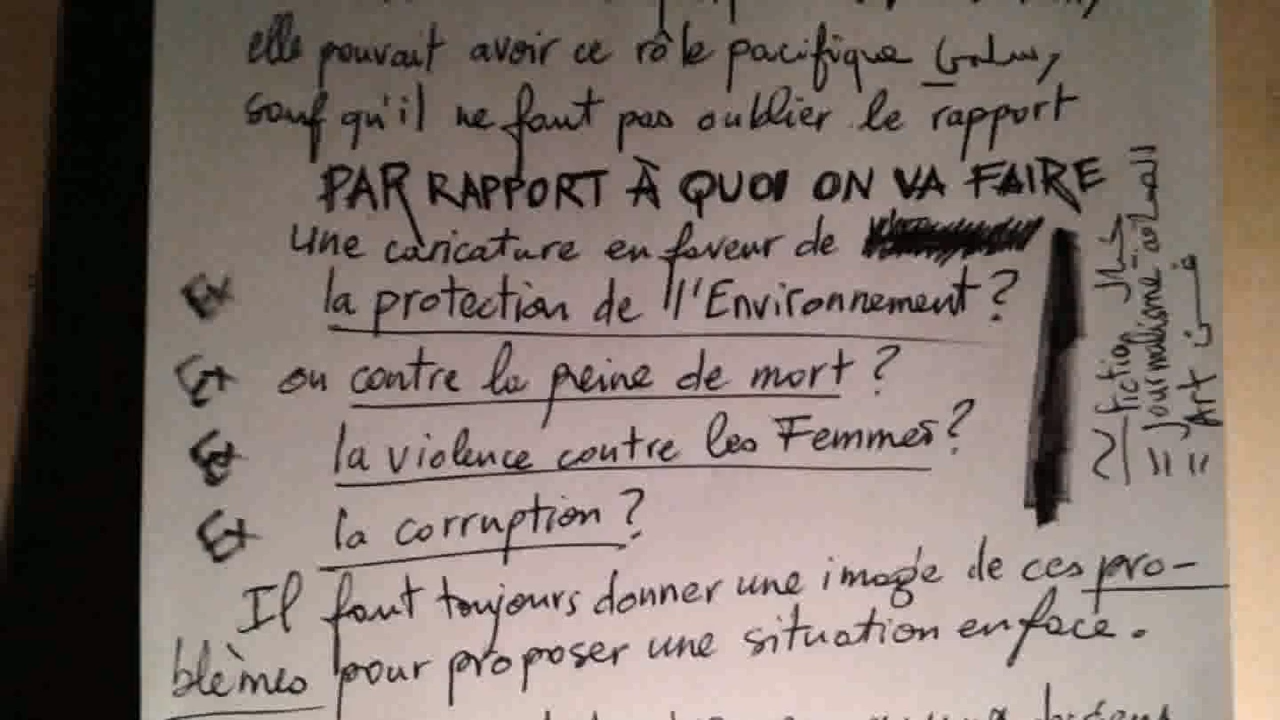 elle pouvait avoir ce rôle pacifique
sauf qu'il ne faut pas oublier le rapport
PAR RAPPORT À QUOI ON VA FAIRE
Une caricature en faveur de
Ex la protection de l'Environnement ?
Ex ou contre la peine de mort ?
Ex la violence contre les Femmes ?
Ex la corruption ?
Il faut toujours donner une image de ces pro-
blèmes pour proposer une situation en face.
fiction خيال
= Journalisme الصحافة
= Art فن